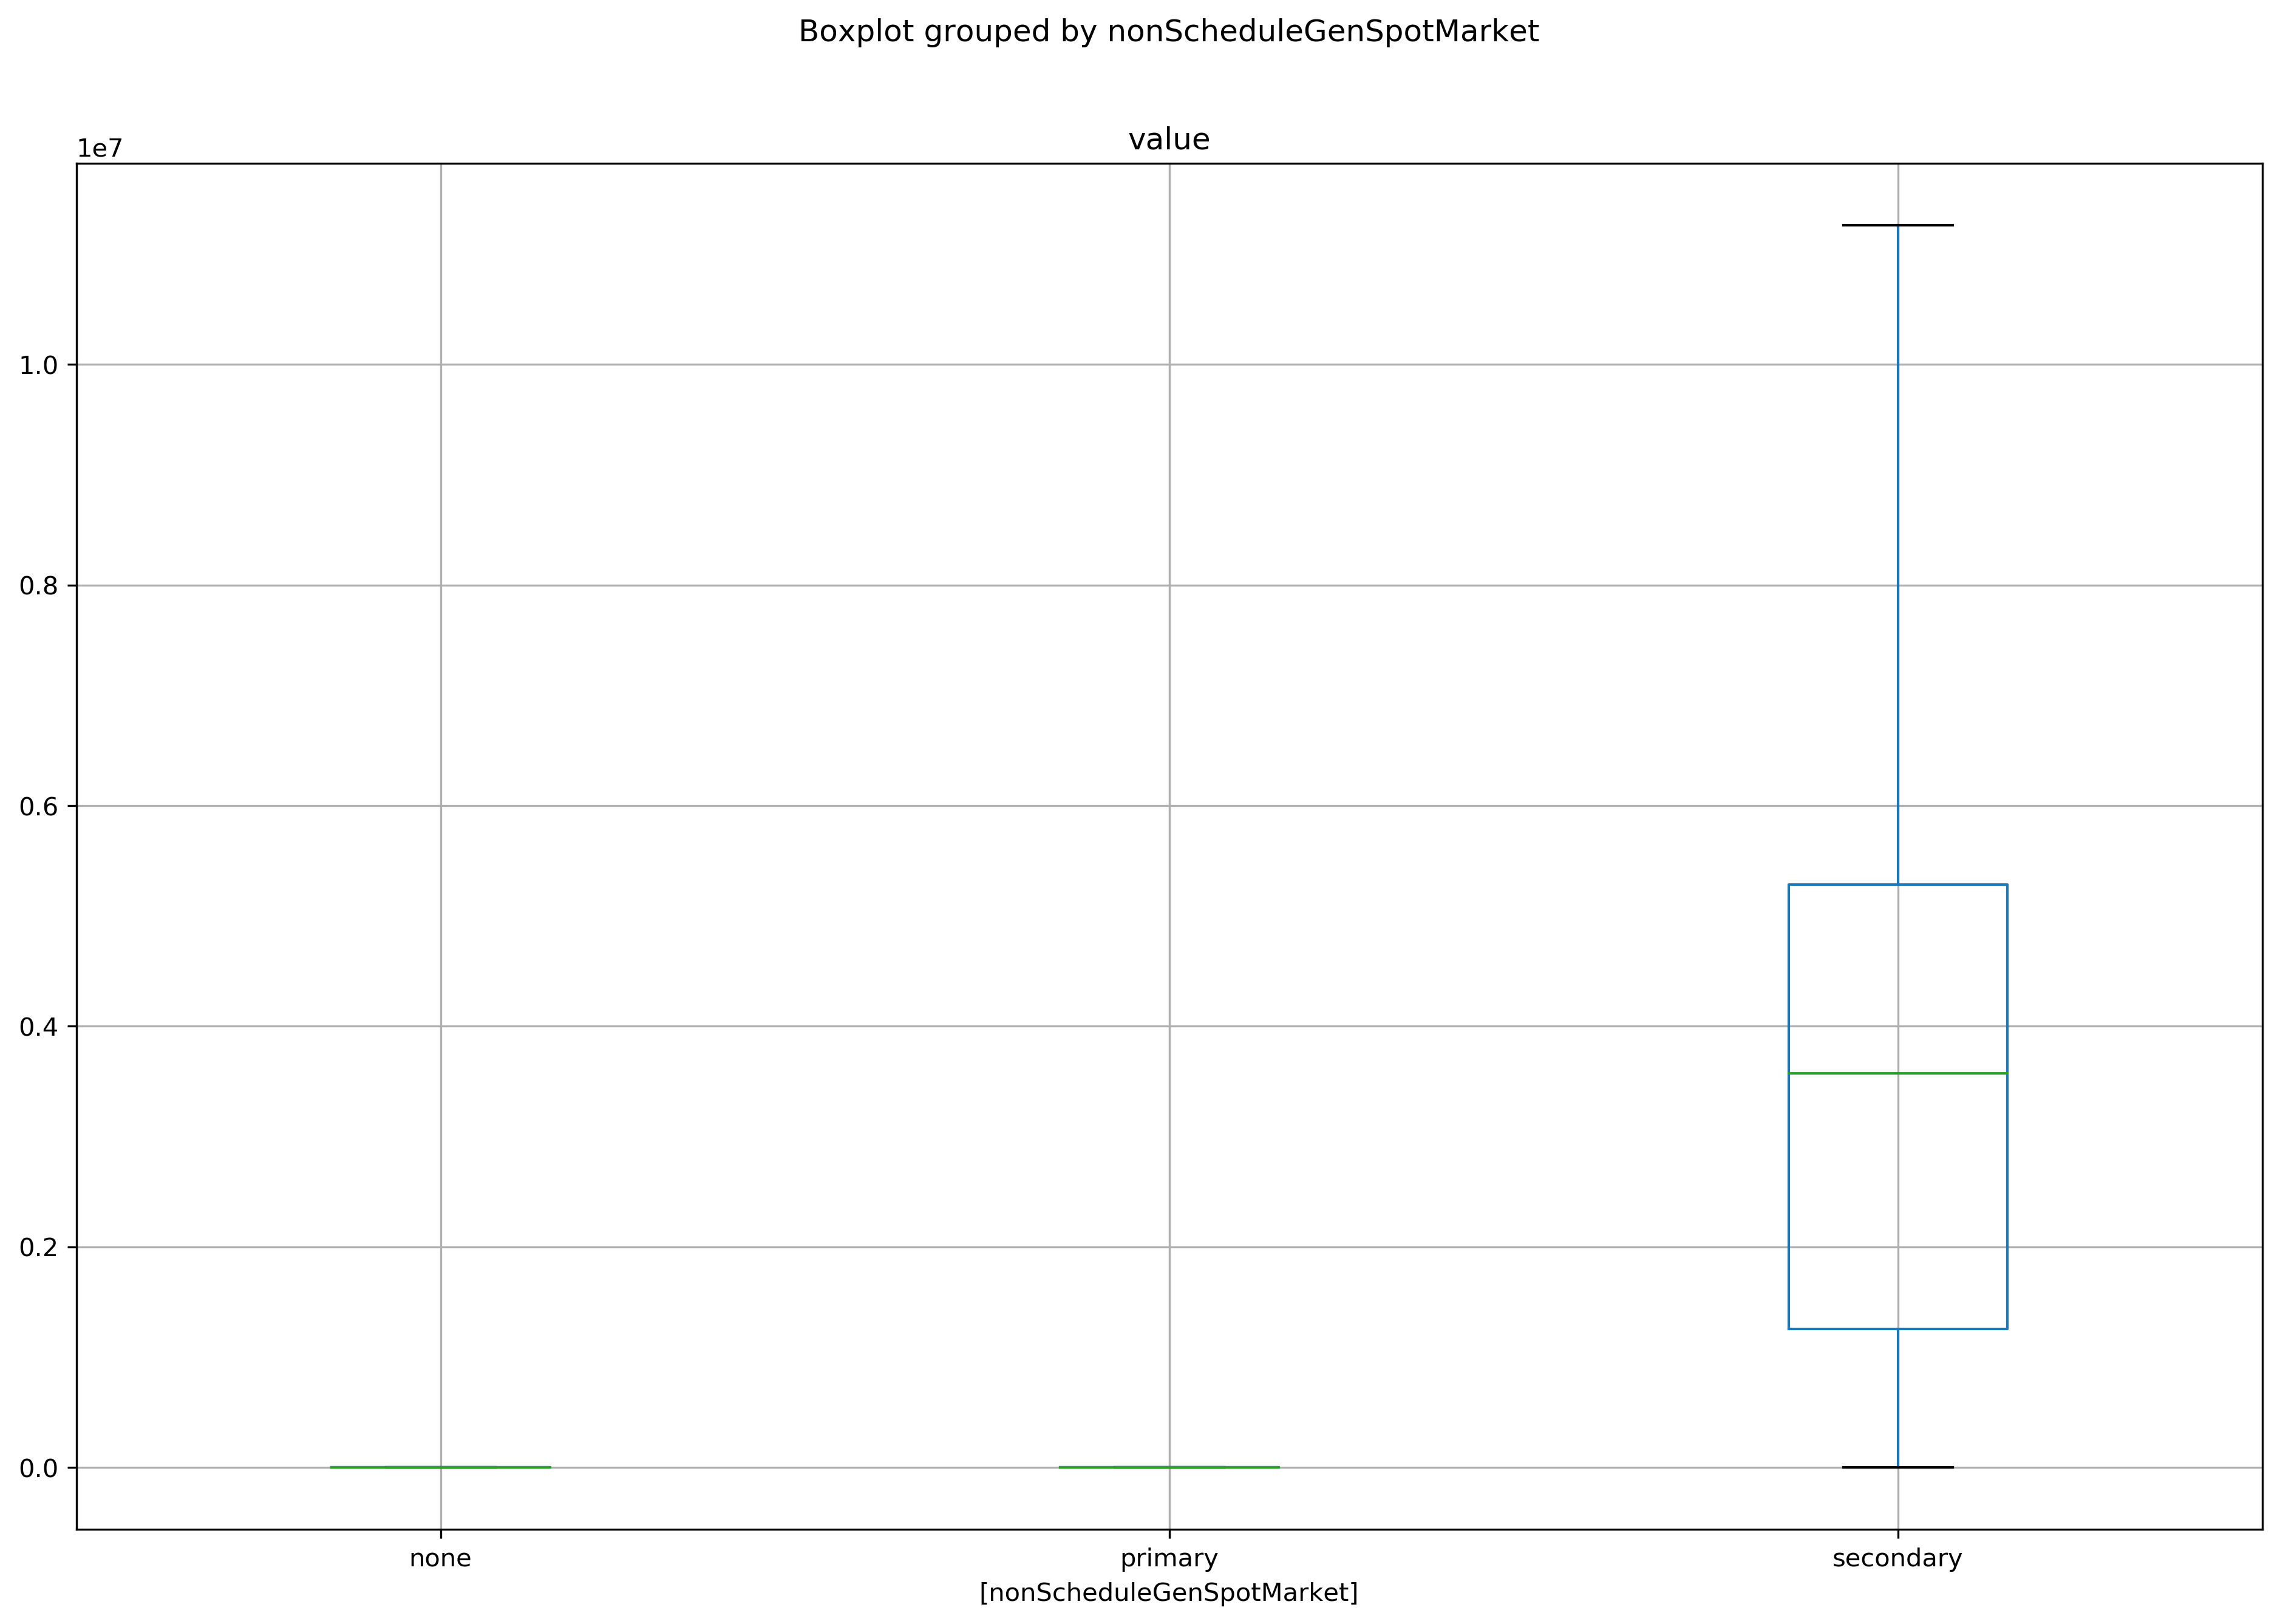 Boxplot grouped by nonScheduleGenSpotMarket
value
1e7
1.0
0.8
0.6
0.4
0.2
0.0
none primary secondary
[nonScheduleGenSpotMarket]